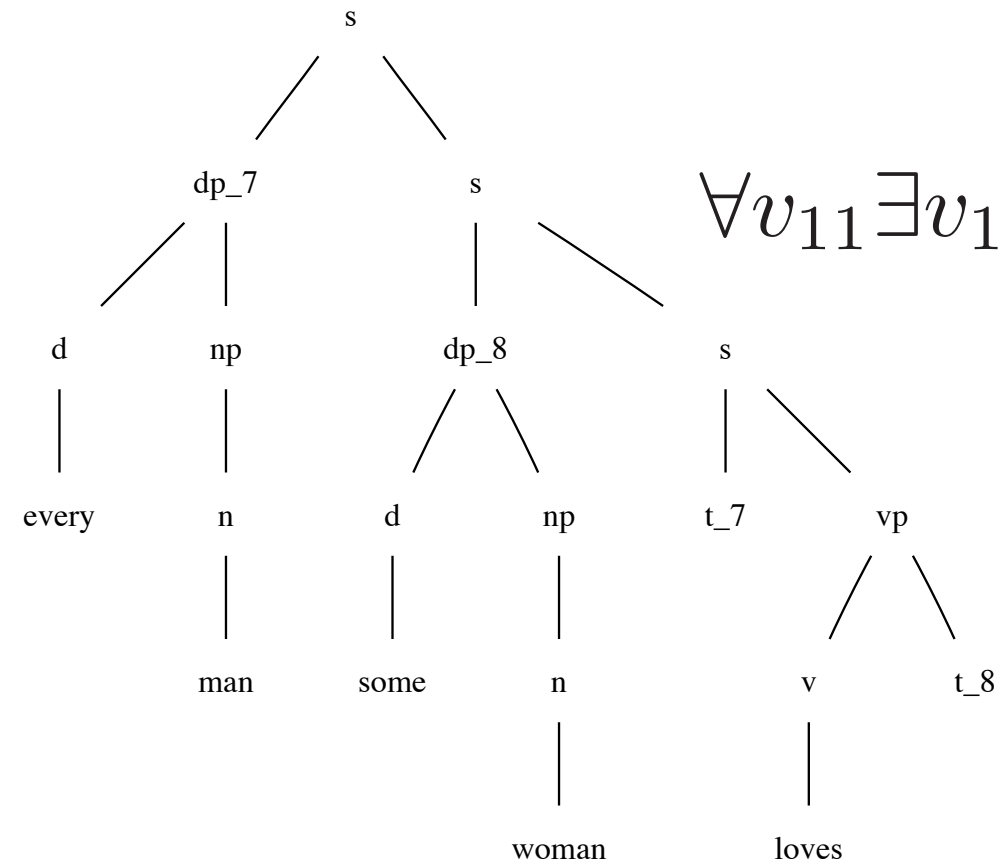 s
dp_7 s
∀v₁₁∃v₁
d np dp_8 s
every n d np t_7 vp
man some n v t_8
woman loves